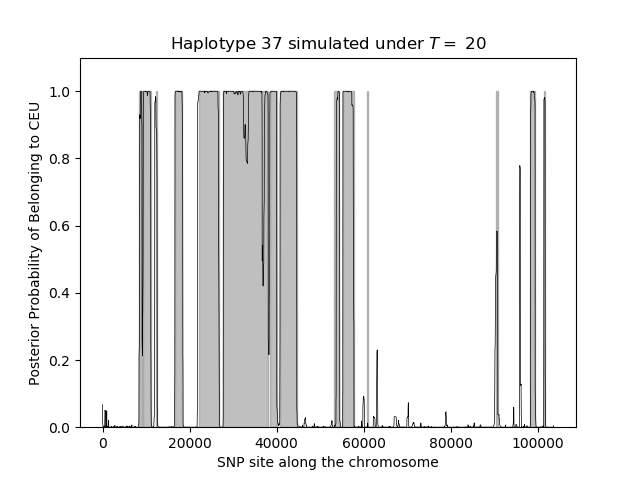 Haplotype 37 simulated under T = 20
Posterior Probability of Belonging to CEU
1.0
0.8
0.6
0.4
0.2
0.0
0 20000 40000 60000 80000 100000
SNP site along the chromosome